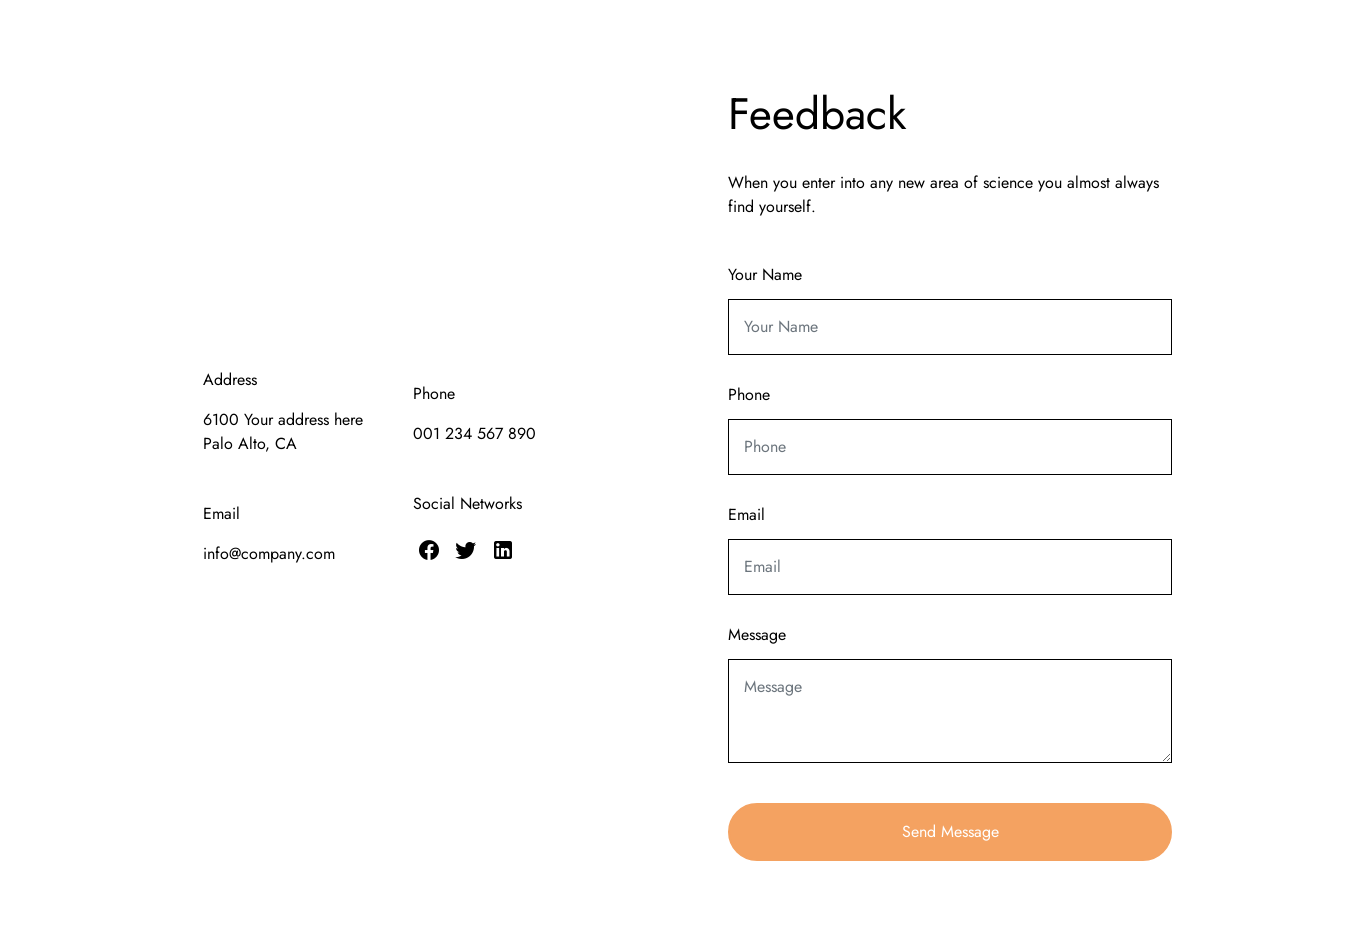 Address
6100 Your address here
Palo Alto, CA
Email
info@company.com
Phone
001 234 567 890
Social Networks
Feedback
When you enter into any new area of science you almost always
find yourself.
Your Name
Your Name
Phone
Phone
Email
Email
Message
Message
Send Message